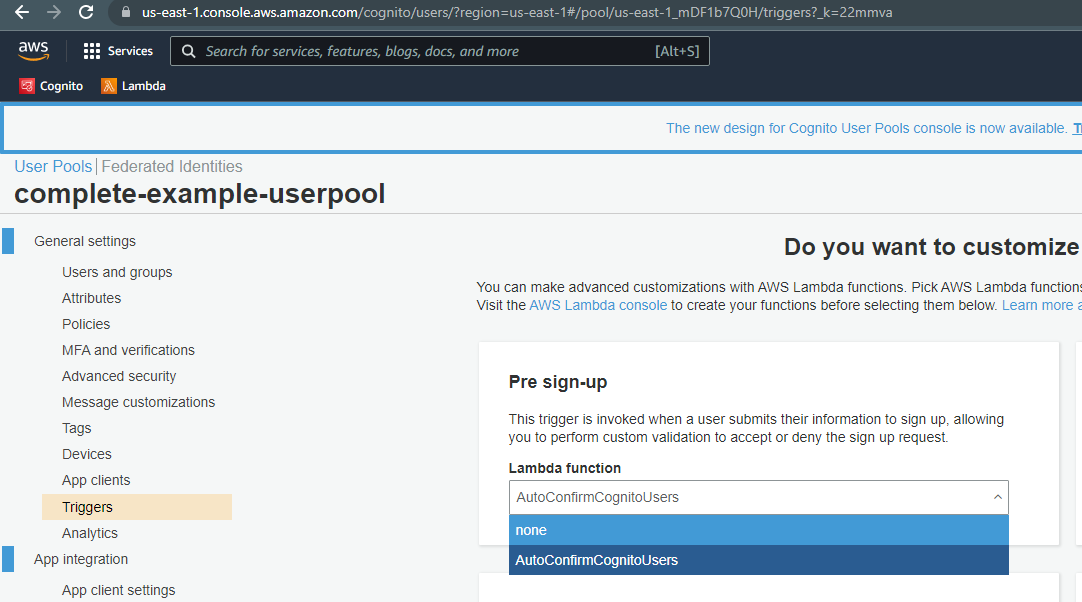 us-east-1.console.aws.amazon.com/cognito/users/?region=us-east-1#/pool/us-east-1_mDF1b7Q0H/triggers?_k=22mmva
aws Services Search for services, features, blogs, docs, and more [Alt+S]
Cognito Lambda
The new design for Cognito User Pools console is now available.
User Pools | Federated Identities
complete-example-userpool
General settings
Users and groups
Attributes
Policies
MFA and verifications
Advanced security
Message customizations
Tags
Devices
App clients
Triggers
Analytics
App integration
App client settings
Do you want to customize
You can make advanced customizations with AWS Lambda functions. Pick AWS Lambda functions
Visit the AWS Lambda console to create your functions before selecting them below. Learn more a
Pre sign-up
This trigger is invoked when a user submits their information to sign up, allowing
you to perform custom validation to accept or deny the sign up request.
Lambda function
AutoConfirmCognitoUsers
none
AutoConfirmCognitoUsers